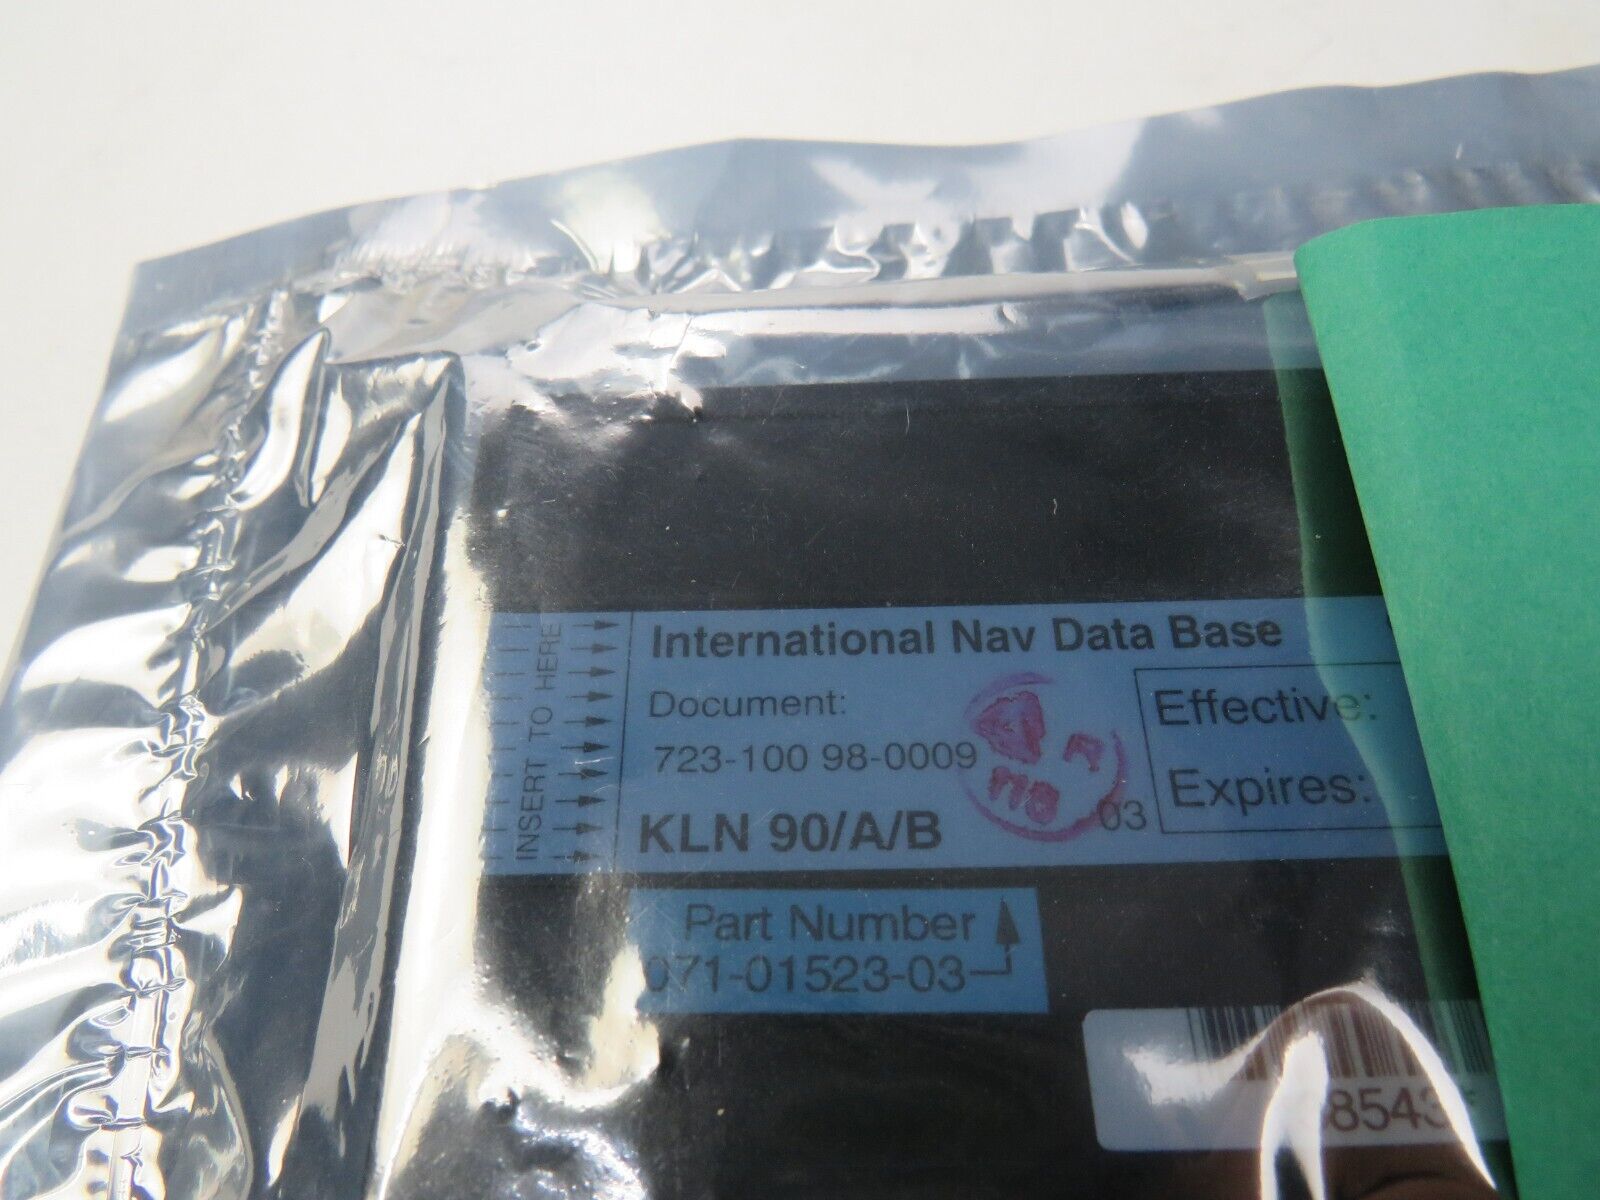 INSERT TO HERE
International Nav Data Base
Document:
723-100 98-0009
KLN 90/A/B
03
Effective:
Expires:
Part Number
071-01523-03
8543